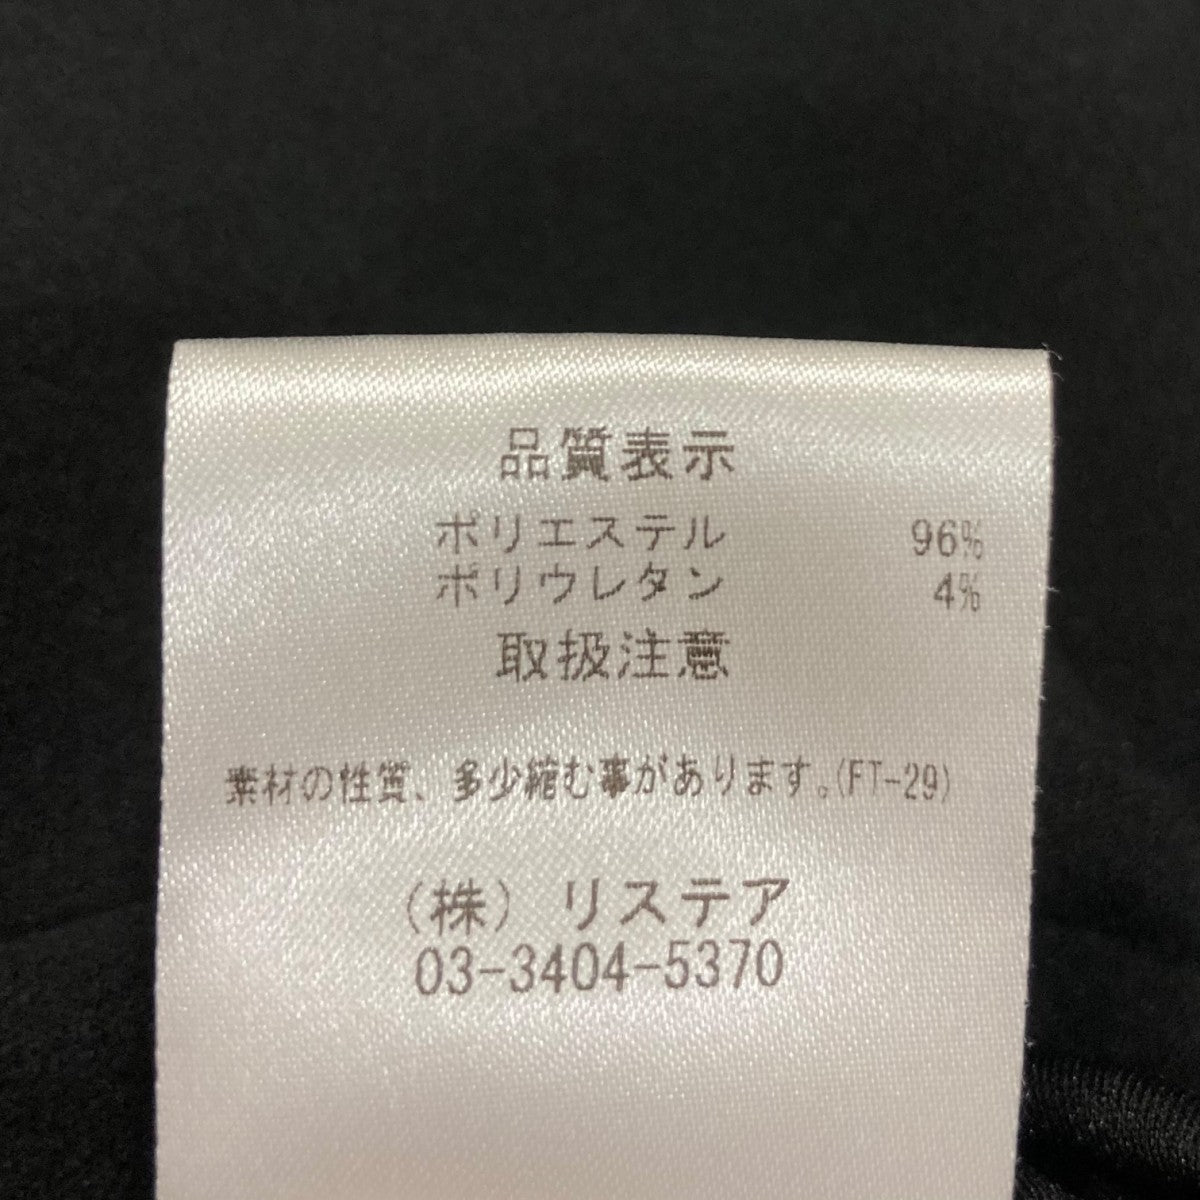 品質表示
ポリエステル 96%
ポリウレタン 4%
取扱注意
素材の性質、多少縮む事があります。(FT-29)
(株) リステア
03-3404-5370